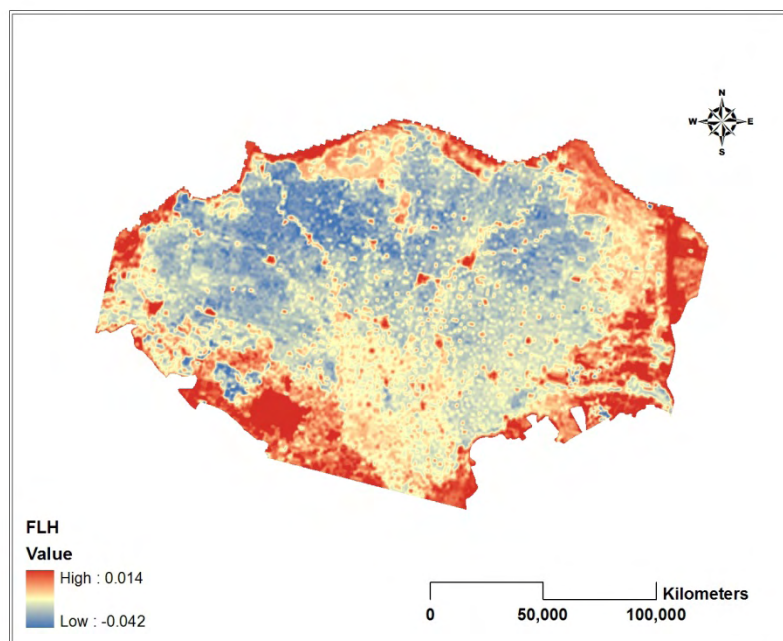 N
W E
S
FLH
Value
High : 0.014
Low : -0.042
Kilometers
0 50,000 100,000